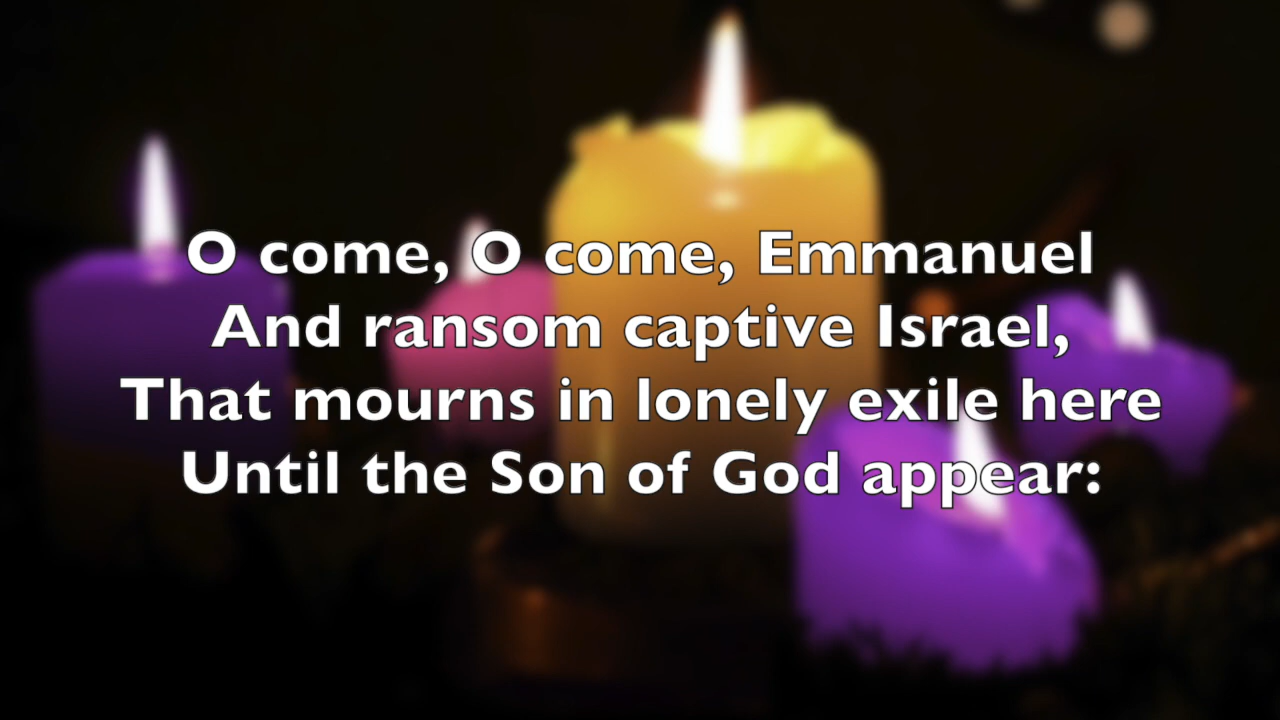 O come, O come, Emmanuel
And ransom captive Israel,
That mourns in lonely exile here
Until the Son of God appear: